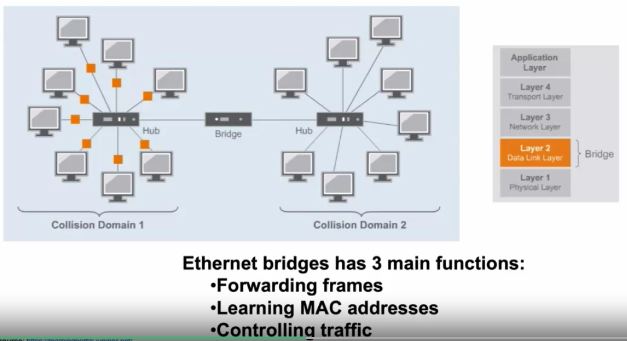 Hub
Bridge
Hub
Collision Domain 1
Collision Domain 2
Application
Layer
Layer 4
Transport Layer
Layer 3
Network Layer
Layer 2
Data Link Layer
Bridge
Layer 1
Physical Layer
Ethernet bridges has 3 main functions:
•Forwarding frames
•Learning MAC addresses
•Controlling traffic